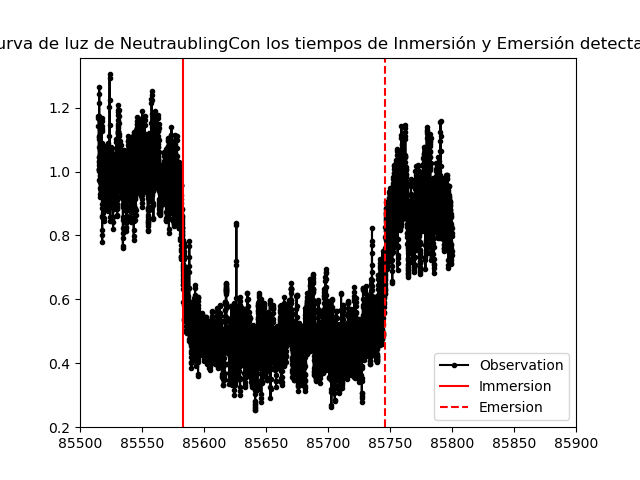 urva de luz de NeutraublingCon los tiempos de Inmersión y Emersión detecta
1.2
1.0
0.8
0.6
0.4
0.2
85500 85550 85600 85650 85700 85750 85800 85850 85900
Observation
Immersion
Emersion